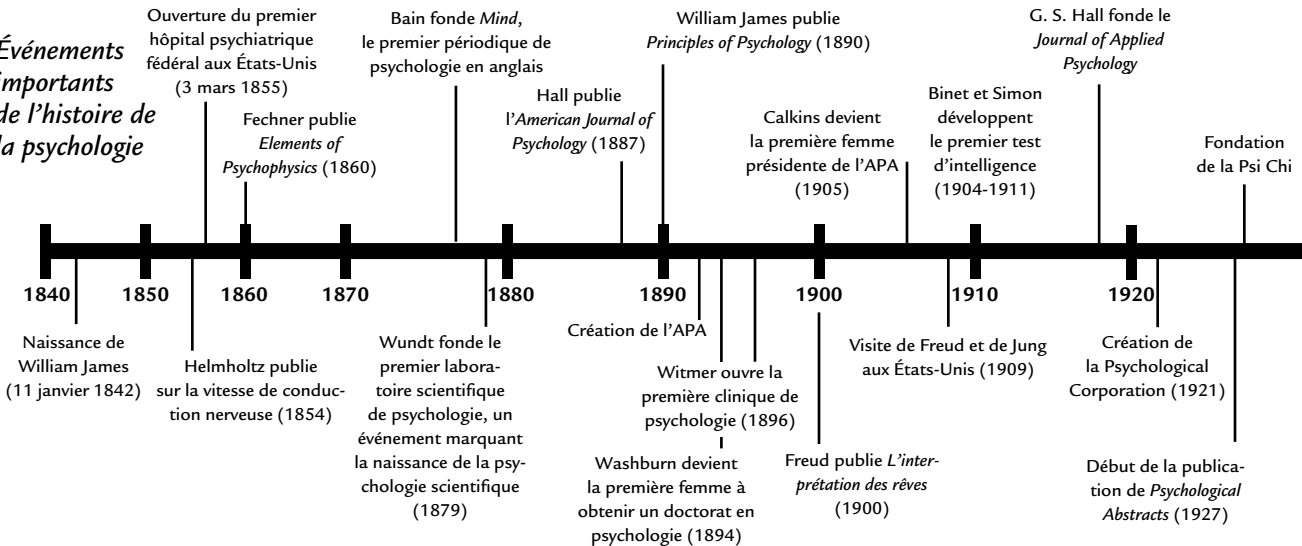 Événements
importants
de l’histoire de
la psychologie
Ouverture du premier
hôpital psychiatrique
fédéral aux États-Unis
(3 mars 1855)
Fechner publie
Elements of
Psychophysics (1860)
Bain fonde Mind,
le premier périodique de
psychologie en anglais
Hall publie
l’American Journal of
Psychology (1887)
William James publie
Principles of Psychology (1890)
Calkins devient
la première femme
présidente de l’APA
(1905)
Binet et Simon
développent
le premier test
d’intelligence
(1904-1911)
G. S. Hall fonde le
Journal of Applied
Psychology
Fondation
de la Psi Chi
1840 1850 1860 1870 1880 1890 1900 1910 1920
Naissance de
William James
(11 janvier 1842)
Helmholtz publie
sur la vitesse de conduc-
tion nerveuse (1854)
Wundt fonde le
premier labora-
toire scientifique
de psychologie, un
événement marquant
la naissance de la psy-
chologie scientifique
(1879)
Création de l’APA
Witmer ouvre la
première clinique de
psychologie (1896)
Washburn devient
la première femme à
obtenir un doctorat en
psychologie (1894)
Freud publie L’inter-
prétation des rêves
(1900)
Visite de Freud et de Jung
aux États-Unis (1909)
Création de
la Psychological
Corporation (1921)
Début de la publica-
tion de Psychological
Abstracts (1927)